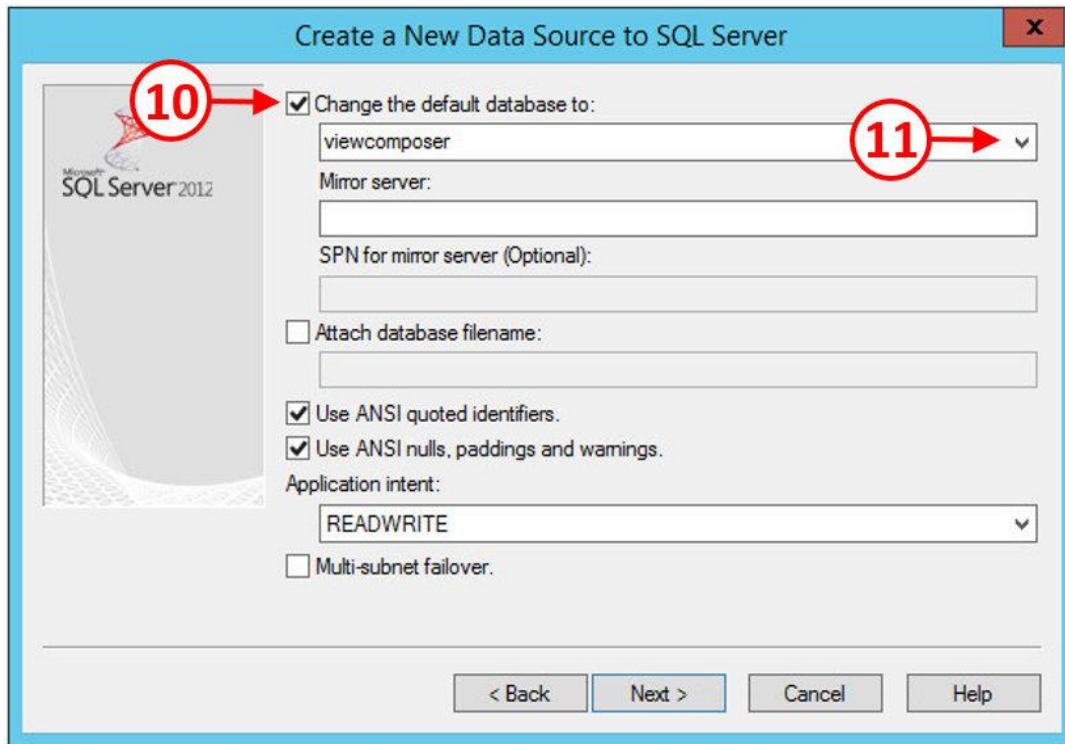 Create a New Data Source to SQL Server
x
10
Change the default database to:
viewcomposer
11
Microsoft
SQL Server 2012
Mirror server:
SPN for mirror server (Optional):
Attach database filename:
Use ANSI quoted identifiers.
Use ANSI nulls, paddings and warnings.
Application intent:
READWRITE
Multi-subnet failover.
< Back
Next >
Cancel
Help